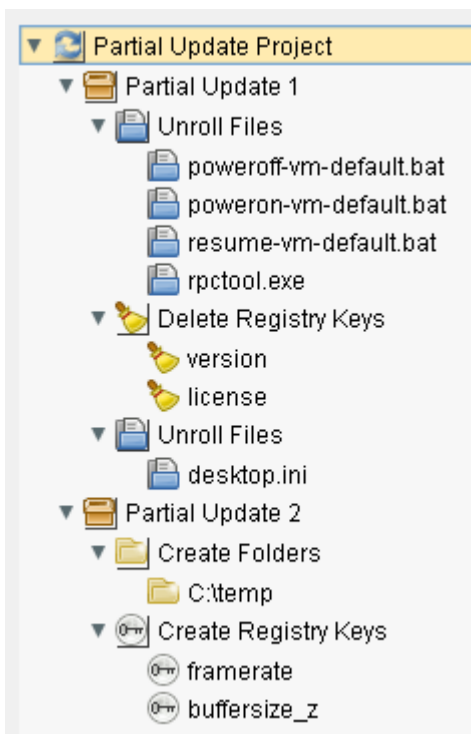 Partial Update Project
Partial Update 1
Unroll Files
poweroff-vm-default.bat
poweron-vm-default.bat
resume-vm-default.bat
rpctool.exe
Delete Registry Keys
version
license
Unroll Files
desktop.ini
Partial Update 2
Create Folders
C:\temp
Create Registry Keys
framerate
buffersize_z